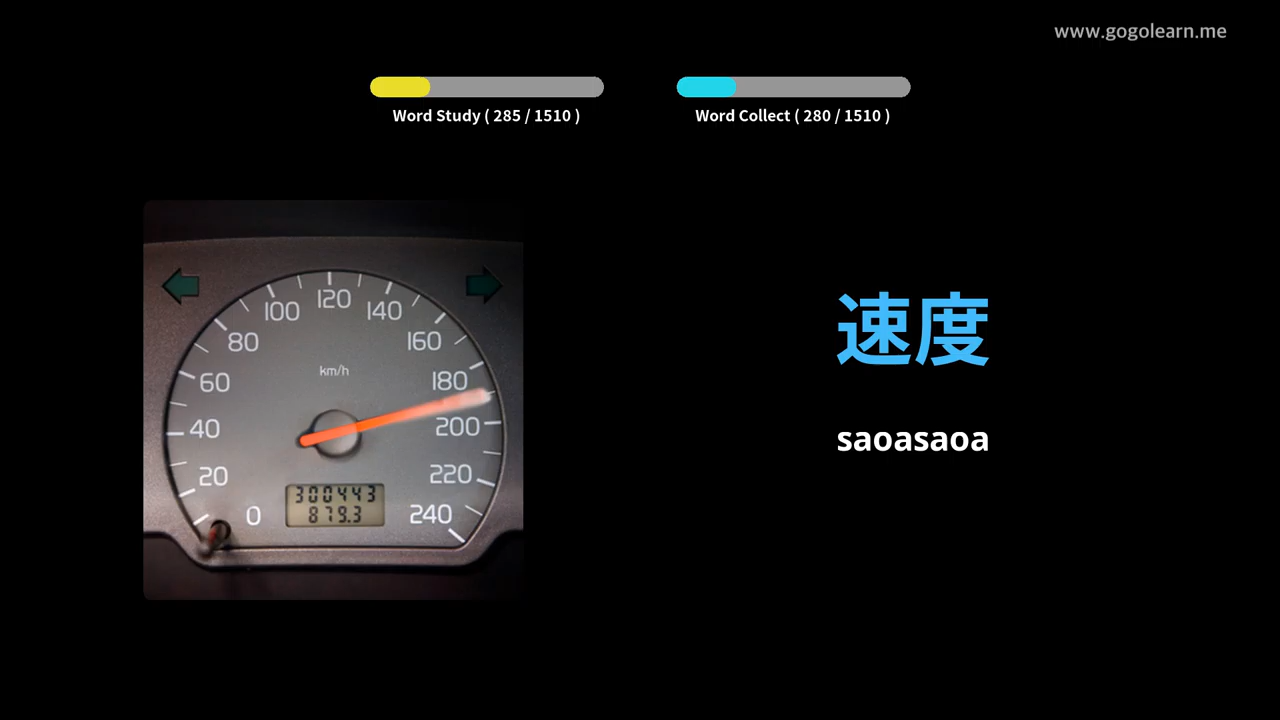 www.gogolearn.me
Word Study ( 285 / 1510 )
Word Collect ( 280 / 1510 )
120
100
140
80
160
km/h
60
180
40
200
20
220
300443
0
240
879.3
速度
saoasaoa